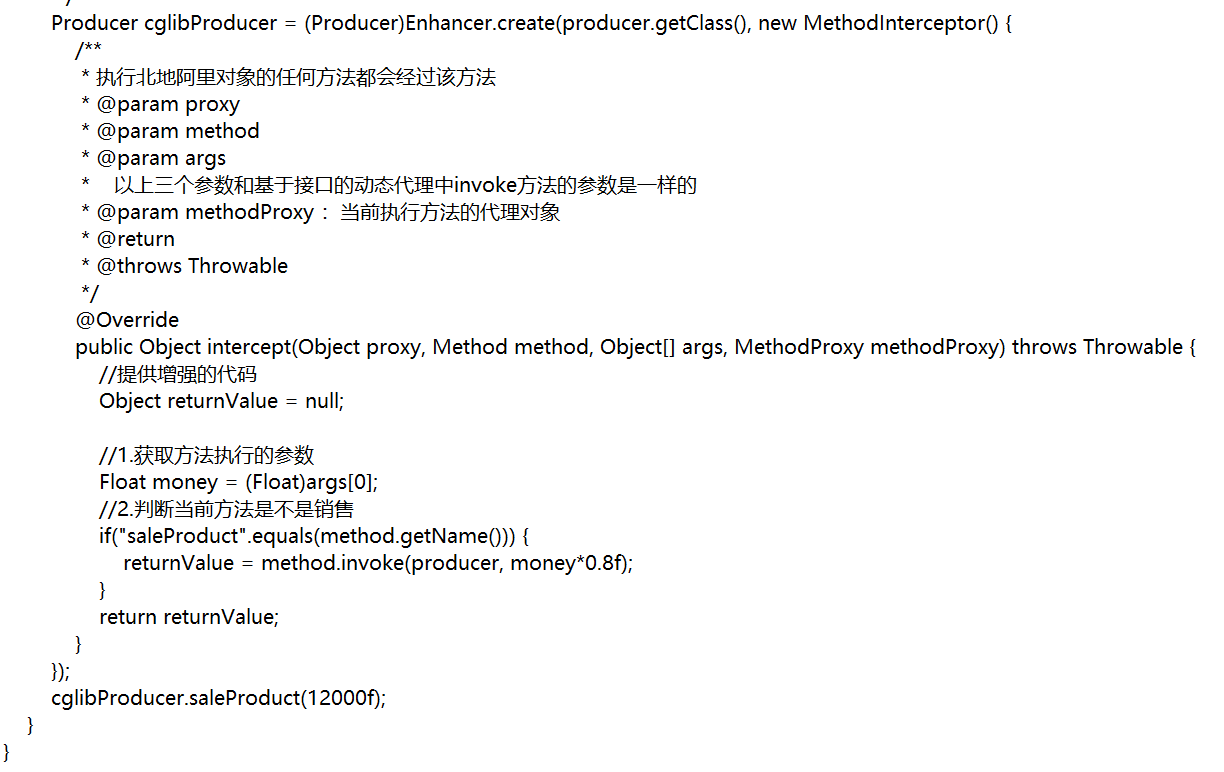 */
Producer cglibProducer = (Producer)Enhancer.create(producer.getClass(), new MethodInterceptor() {
/**
* 执行北地阿里对象的任何方法都会经过该方法
* @param proxy
* @param method
* @param args
* 以上三个参数和基于接口的动态代理中invoke方法的参数是一样的
* @param methodProxy ：当前执行方法的代理对象
* @return
* @throws Throwable
*/
@Override
public Object intercept(Object proxy, Method method, Object[] args, MethodProxy methodProxy) throws Throwable {
//提供增强的代码
Object returnValue = null;
//1.获取方法执行的参数
Float money = (Float)args[0];
//2.判断当前方法是不是销售
if("saleProduct".equals(method.getName())) {
returnValue = method.invoke(producer, money*0.8f);
}
return returnValue;
}
});
cglibProducer.saleProduct(12000f);
}
}